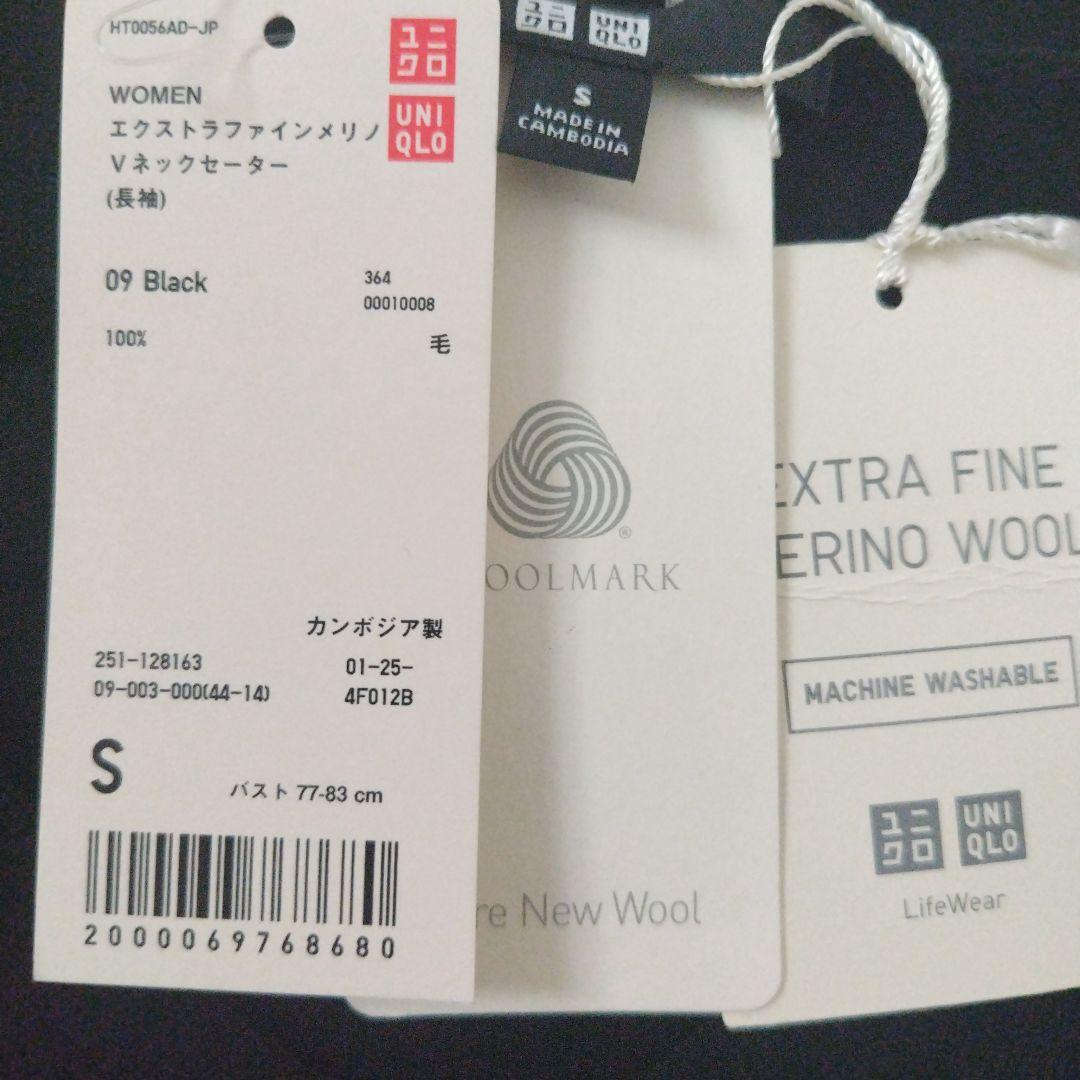 HT0056AD-JP
ユニ
クロ
UNI
QLO
WOMEN
エクストラファインメリノ
Vネックセーター
(長袖)
09 Black
364
00010008
100%
毛
カンボジア製
251-128163
01-25-
09-003-000(44-14)
4F012B
S
バスト 77-83 cm
2000069768680
ユニ
クロ
UNI
QLO
S
MADE IN
CAMBODIA
OOLMARK
®
re New Wool
EXTRA FINE
ERINO WOOL
MACHINE WASHABLE
ユニ
クロ
UNI
QLO
LifeWear